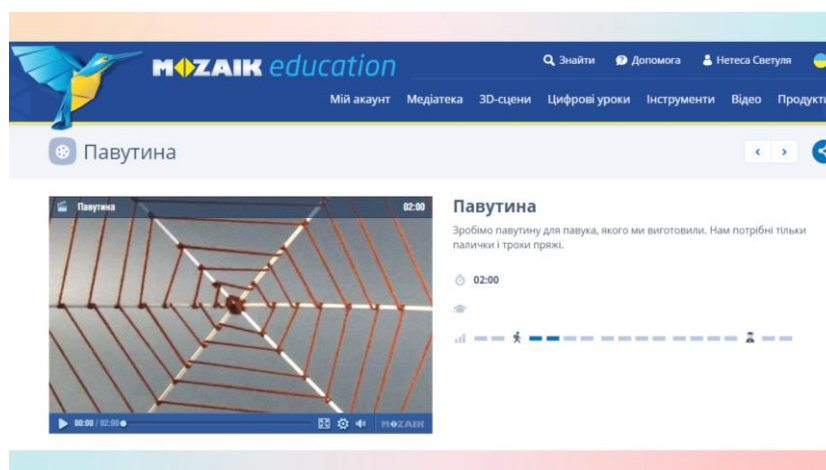 MOZAIK education
Знайти Допомога Нетеса Светуля
Мій акаунт Медіатека 3D-сцени Цифрові уроки Інструменти Відео Продукти
Павутина
Павутина 02:00
00:00 / 02:00
MOZAIK
Павутина
Зробімо павутину для павука, якого ми виготовили. Нам потрібні тільки
палички і трохи пряжі.
02:00